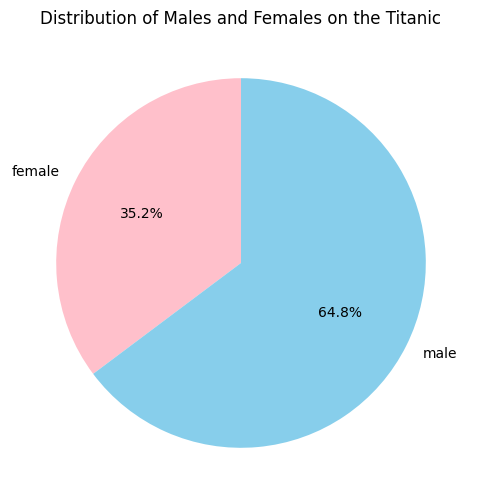 Distribution of Males and Females on the Titanic
female
35.2%
64.8%
male